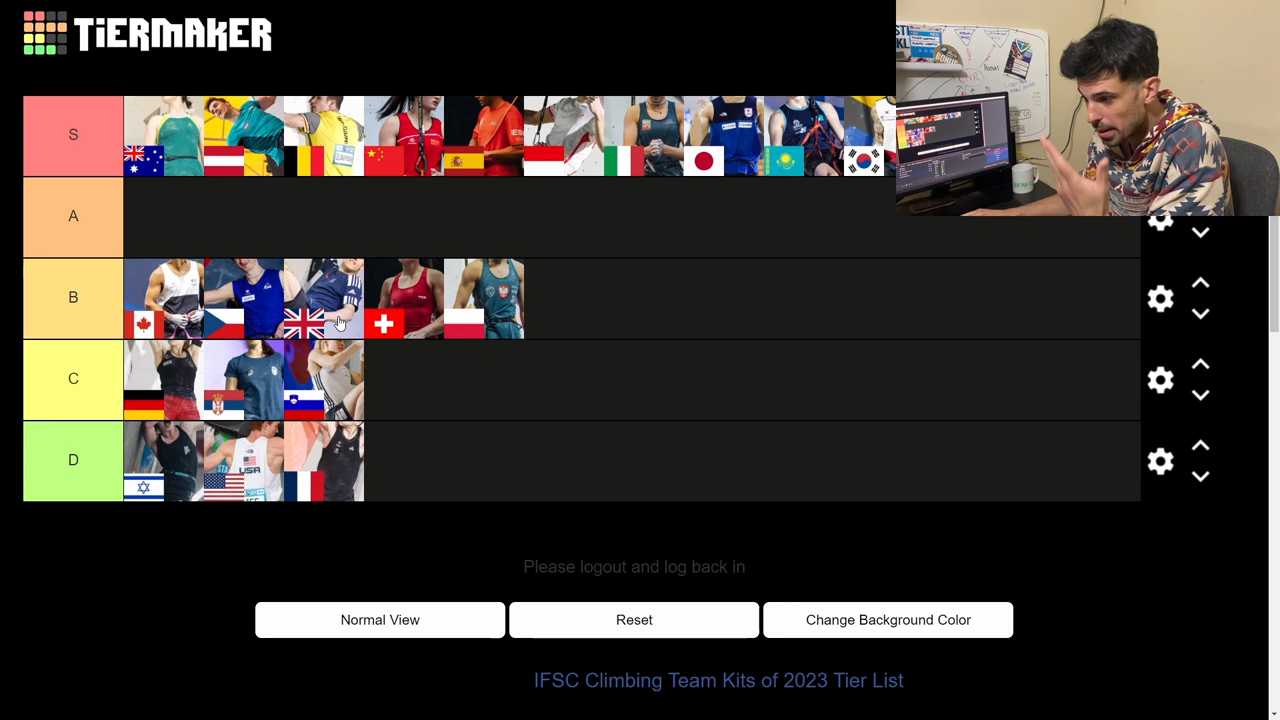 TiERMAKER
S
A
B
C
D
USA
Please logout and log back in
Normal View
Reset
Change Background Color
IFSC Climbing Team Kits of 2023 Tier List